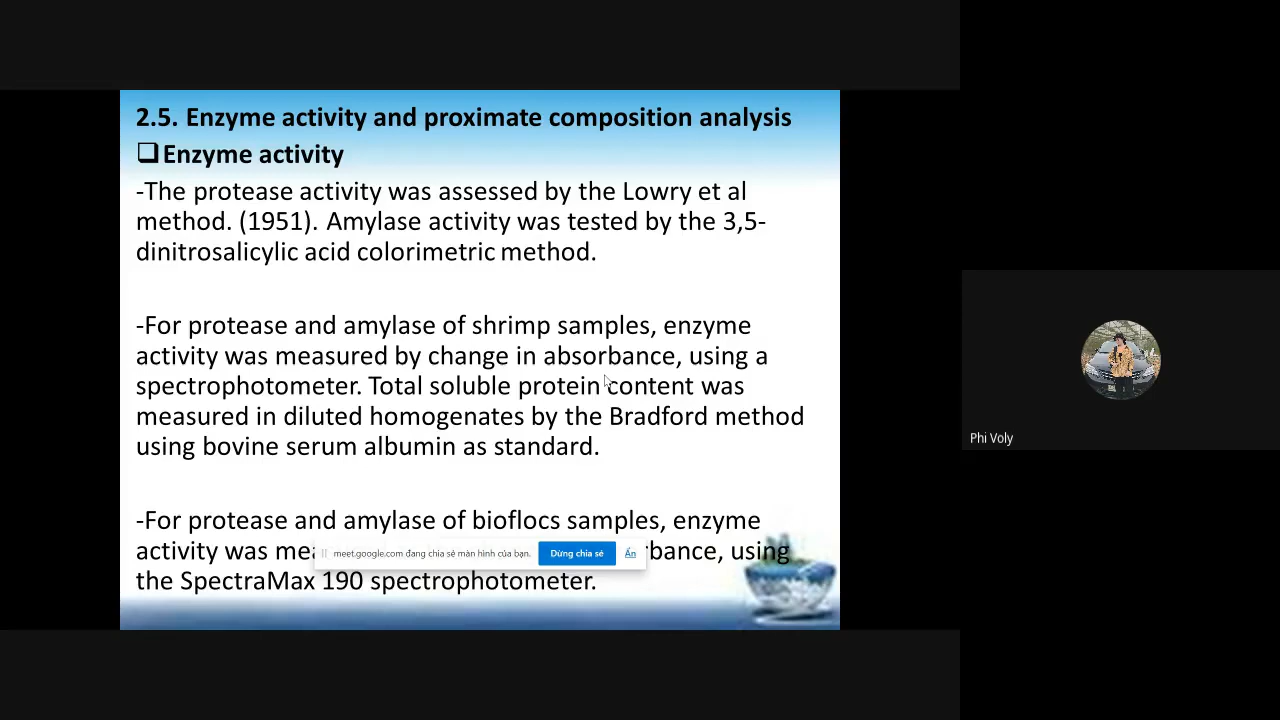 2.5. Enzyme activity and proximate composition analysis
❑Enzyme activity
-The protease activity was assessed by the Lowry et al
method. (1951). Amylase activity was tested by the 3,5-
dinitrosalicylic acid colorimetric method.
-For protease and amylase of shrimp samples, enzyme
activity was measured by change in absorbance, using a
spectrophotometer. Total soluble protein content was
measured in diluted homogenates by the Bradford method
using bovine serum albumin as standard.
-For protease and amylase of bioflocs samples, enzyme
activity was mea rbance, using
meet.google.com đang chia sẻ màn hình của bạn. Dừng chia sẻ Ẩn
the SpectraMax 190 spectrophotometer.
Phi Voly